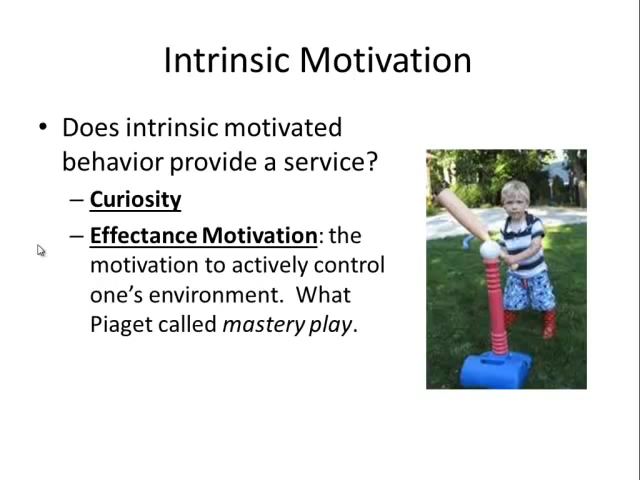 Intrinsic Motivation
• Does intrinsic motivated
behavior provide a service?
– Curiosity
– Effectance Motivation: the
motivation to actively control
one’s environment.  What
Piaget called mastery play.